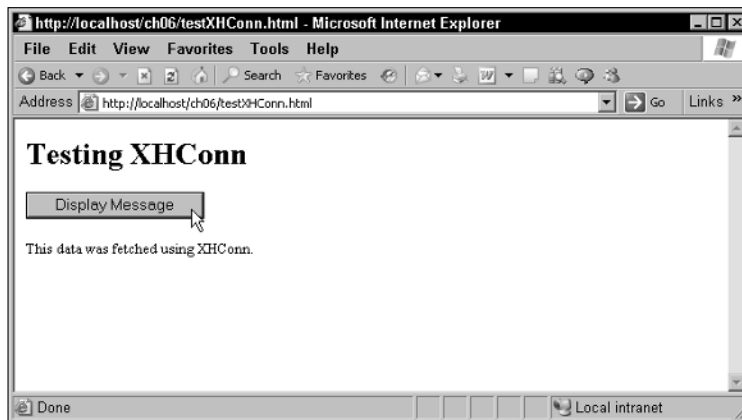 http://localhost/ch06/testXHConn.html - Microsoft Internet Explorer
File Edit View Favorites Tools Help
Back Search Favorites
Address http://localhost/ch06/testXHConn.html Go Links »
Testing XHConn
Display Message
This data was fetched using XHConn.
Done Local intranet